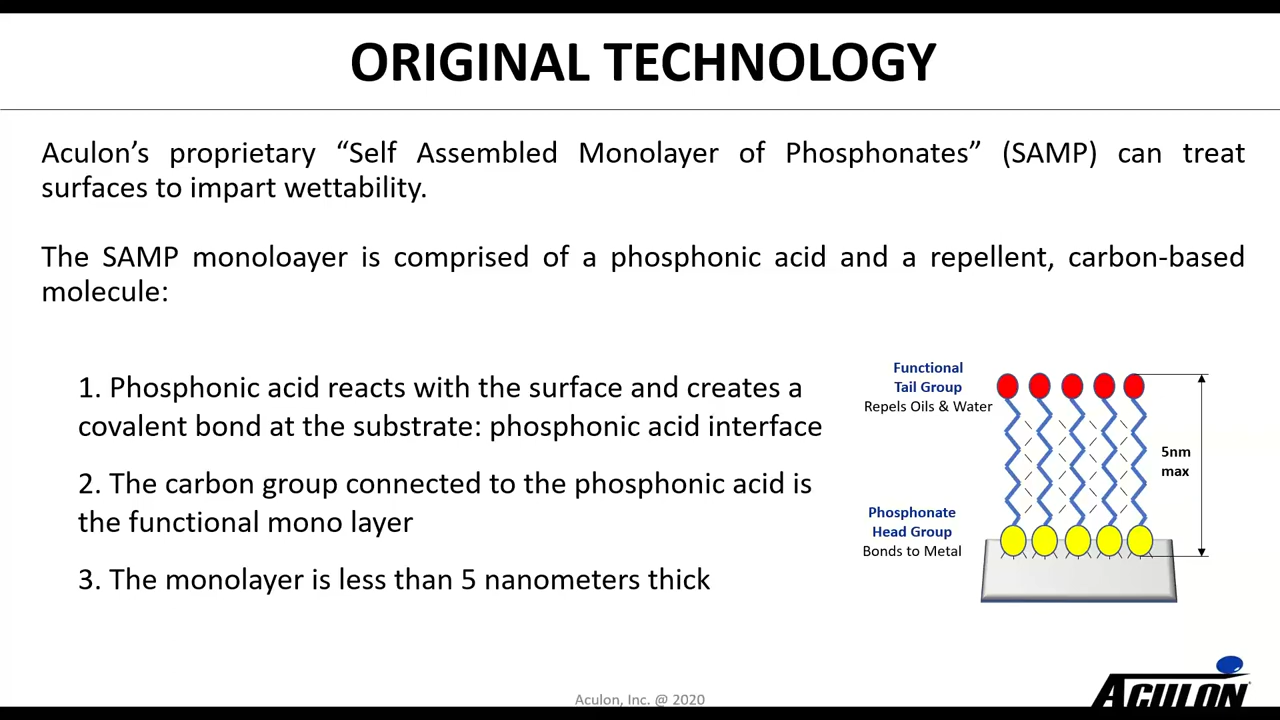 ORIGINAL TECHNOLOGY
Aculon’s proprietary “Self Assembled Monolayer of Phosphonates” (SAMP) can treat
surfaces to impart wettability.
The SAMP monoloayer is comprised of a phosphonic acid and a repellent, carbon-based
molecule:
1. Phosphonic acid reacts with the surface and creates a
covalent bond at the substrate: phosphonic acid interface
2. The carbon group connected to the phosphonic acid is
the functional mono layer
3. The monolayer is less than 5 nanometers thick
Functional
Tail Group
Repels Oils & Water
5nm
max
Phosphonate
Head Group
Bonds to Metal
Aculon, Inc. @ 2020
ACULON